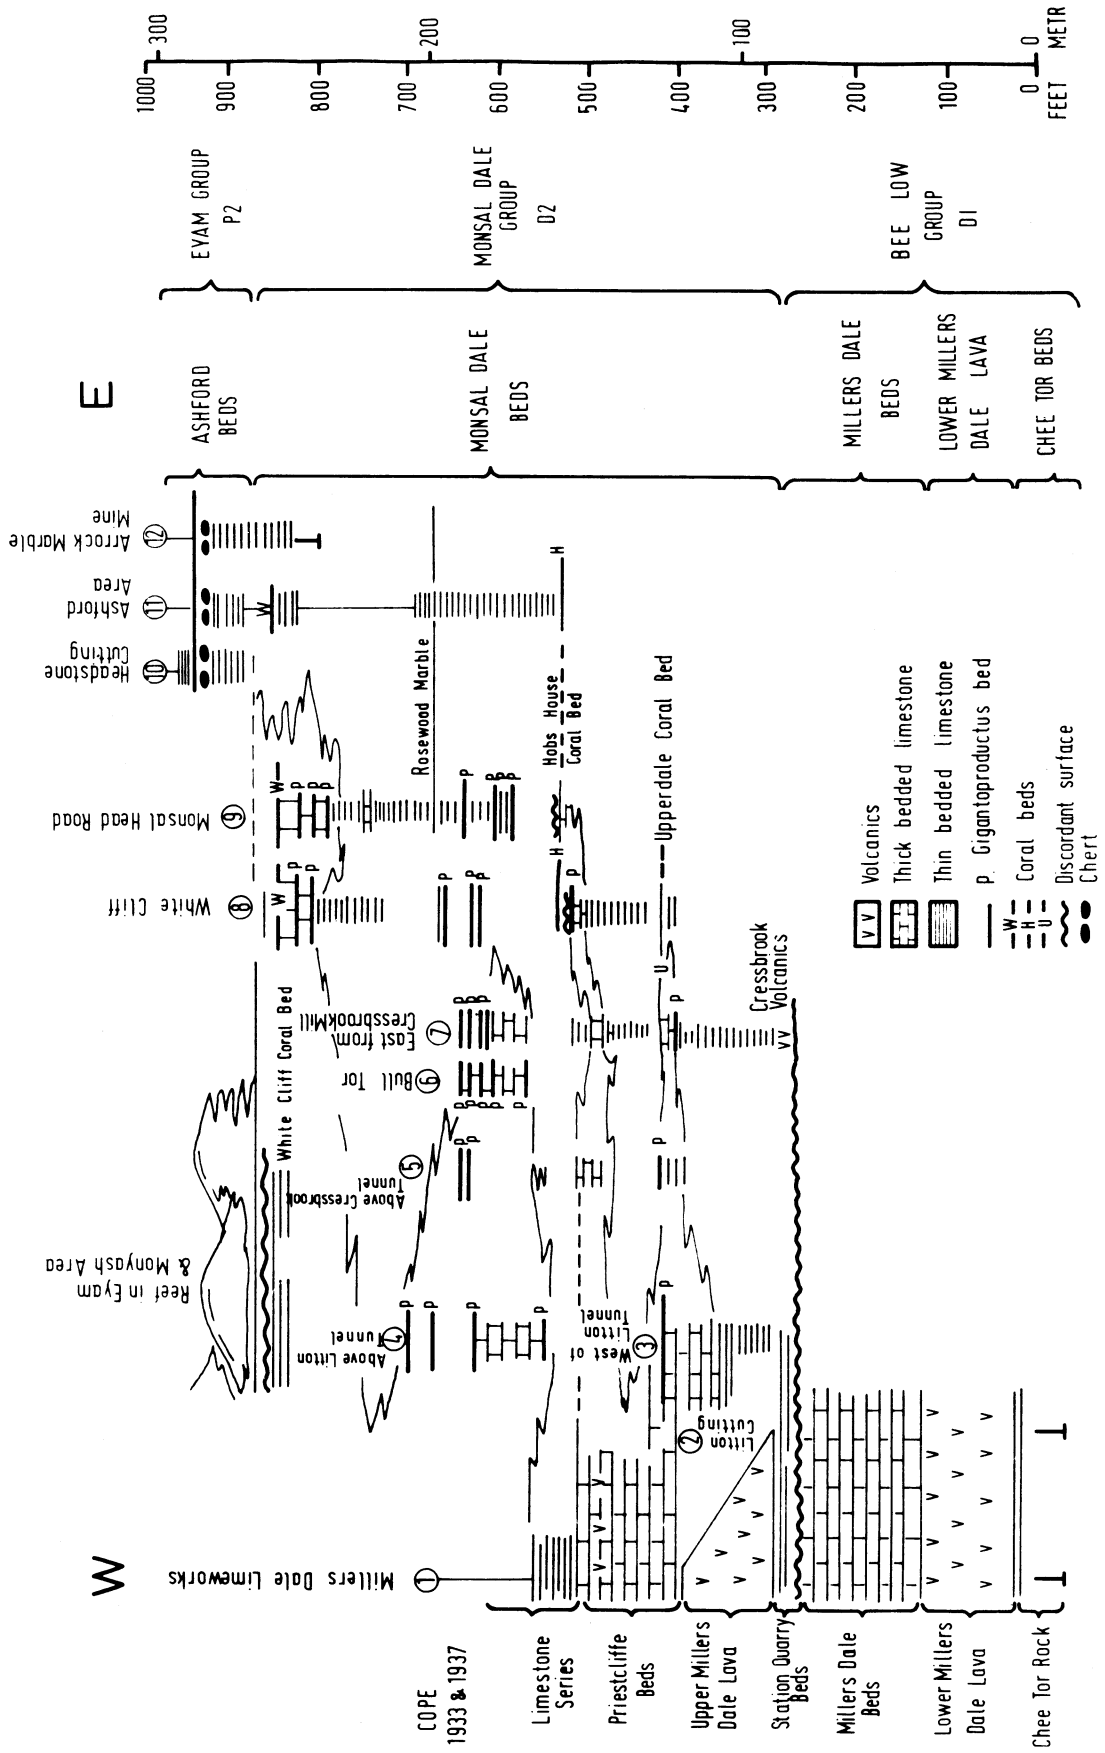 W
E
Millers Dale Limeworks
1
Litton
Cutting
2
West of
Litton
Tunnel
3
Above Litton
Tunnel
4
Above Cressbrook
Tunnel
5
Bull Tor
6
East from
Cressbrook Mill
7
White Cliff
8
Monsal Head Road
9
Headstone
Cutting
10
Ashford
Area
11
Arrock Marble
Mine
12
Reef in Eyam
& Monyash Area
White Cliff Coral Bed
Rosewood Marble
Hobs House
Coral Bed
Upperdale Coral Bed
Cressbrook
Volcanics
COPE
1933 & 1937
Limestone
Series
Priestcliffe
Beds
Upper Millers
Dale Lava
Station Quarry
Beds
Millers Dale
Beds
Lower Millers
Dale Lava
Chee Tor Rock
ASHFORD
BEDS
MONSAL DALE
BEDS
MILLERS DALE
BEDS
LOWER MILLERS
DALE LAVA
CHEE TOR BEDS
EYAM GROUP
P2
MONSAL DALE
GROUP
D2
BEE LOW
GROUP
D1
1000
900
800
700
600
500
400
300
200
100
0
FEET
300
200
100
0
METR
V V Volcanics
Thick bedded limestone
Thin bedded limestone
p. Gigantoproductus bed
W
H
U
Coral beds
Discordant surface
Chert